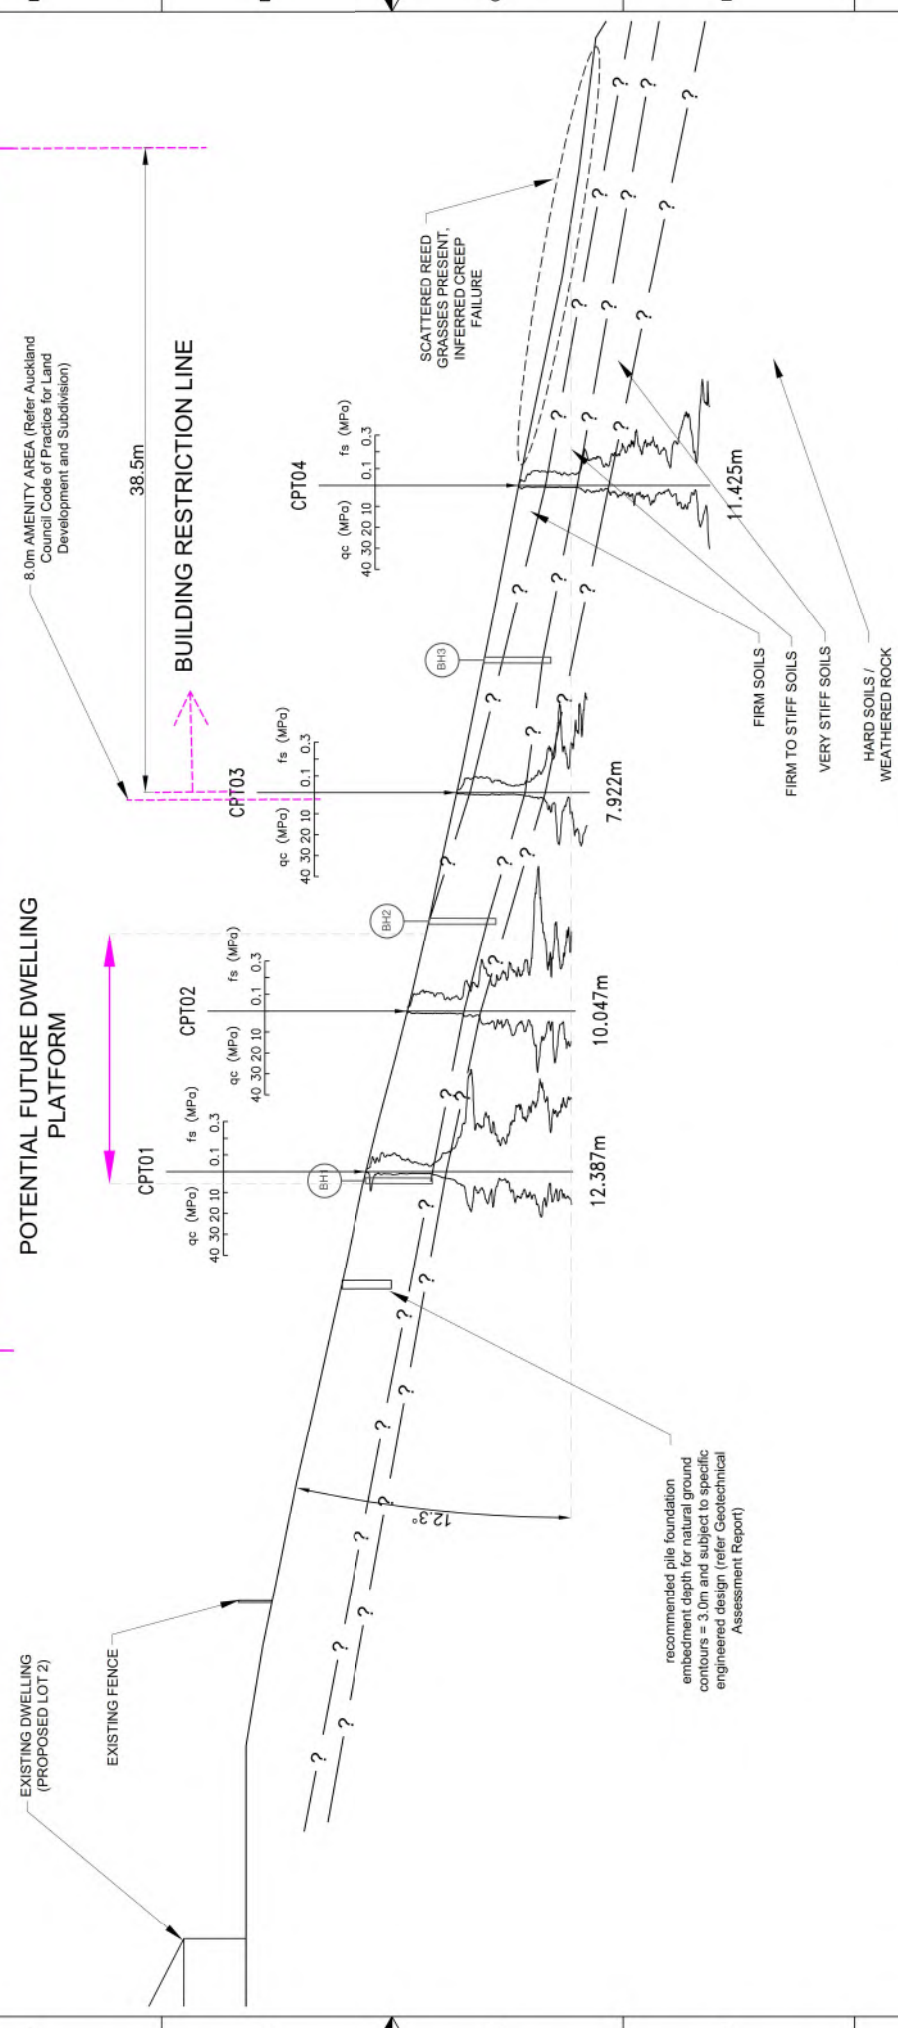 EXISTING DWELLING
(PROPOSED LOT 2)
EXISTING FENCE
POTENTIAL FUTURE DWELLING
PLATFORM
8.0m AMENITY AREA (Refer Auckland
Council Code of Practice for Land
Development and Subdivision)
38.5m
BUILDING RESTRICTION LINE
CPT01
qc (MPa) fs (MPa)
40 30 20 10 0.1 0.3
BH1
12.387m
CPT02
qc (MPa) fs (MPa)
40 30 20 10 0.1 0.3
BH2
10.047m
CPT03
qc (MPa) fs (MPa)
40 30 20 10 0.1 0.3
BH3
7.922m
CPT04
qc (MPa) fs (MPa)
40 30 20 10 0.1 0.3
11.425m
SCATTERED REED
GRASSES PRESENT,
INFERRED CREEP
FAILURE
12.3°
? ? ? ? ? ? ? ? ? ? ?
recommended pile foundation
embedment depth for natural ground
contours = 3.0m and subject to specific
engineered design (refer Geotechnical
Assessment Report)
FIRM SOILS
FIRM TO STIFF SOILS
VERY STIFF SOILS
HARD SOILS /
WEATHERED ROCK